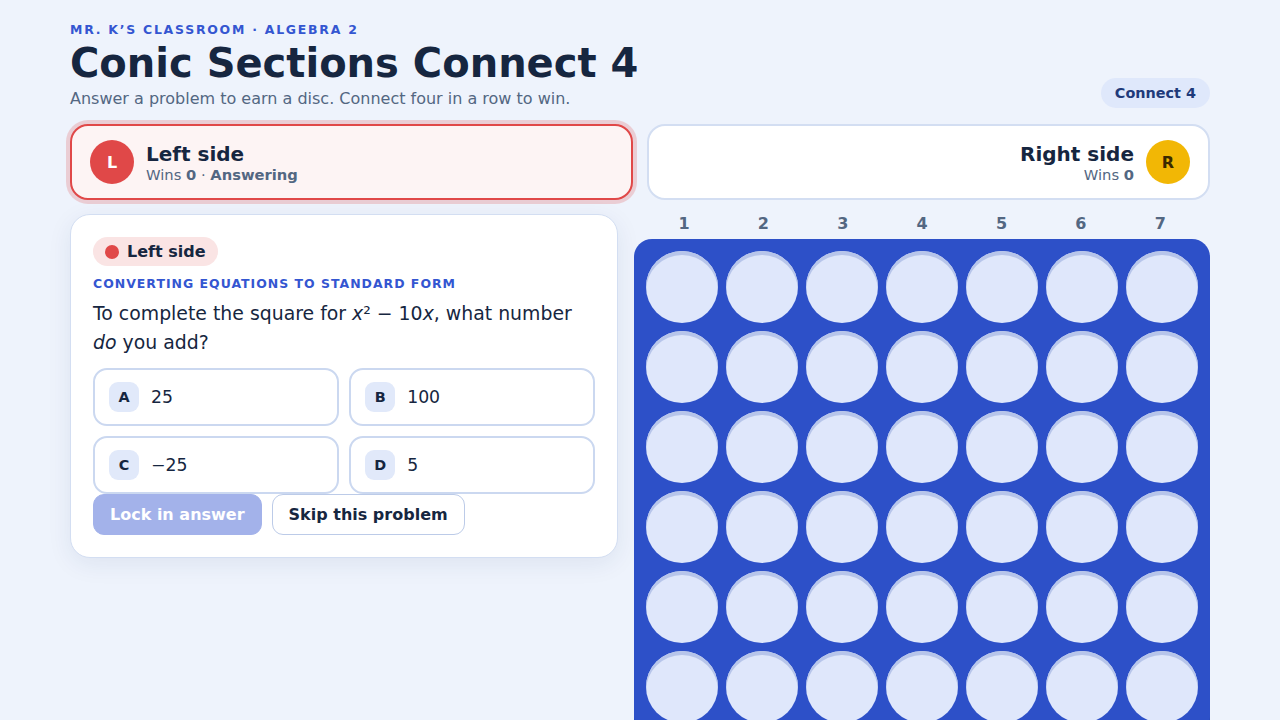 MR. K’S CLASSROOM · ALGEBRA 2
Conic Sections Connect 4
Answer a problem to earn a disc. Connect four in a row to win.
Connect 4
L
Left side
Wins 0 · Answering
Right side
Wins 0
R
Left side
CONVERTING EQUATIONS TO STANDARD FORM
To complete the square for x² − 10x, what number
do you add?
A 25
B 100
C −25
D 5
Lock in answer
Skip this problem
1 2 3 4 5 6 7